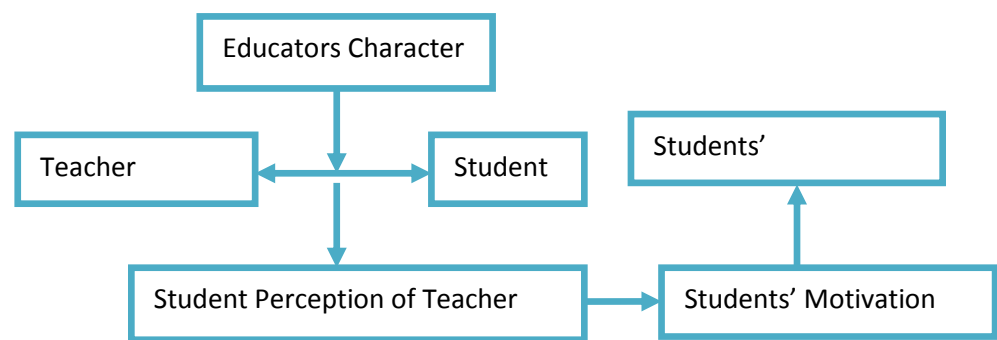 Educators Character
Teacher
Student
Students’
Student Perception of Teacher
Students’ Motivation